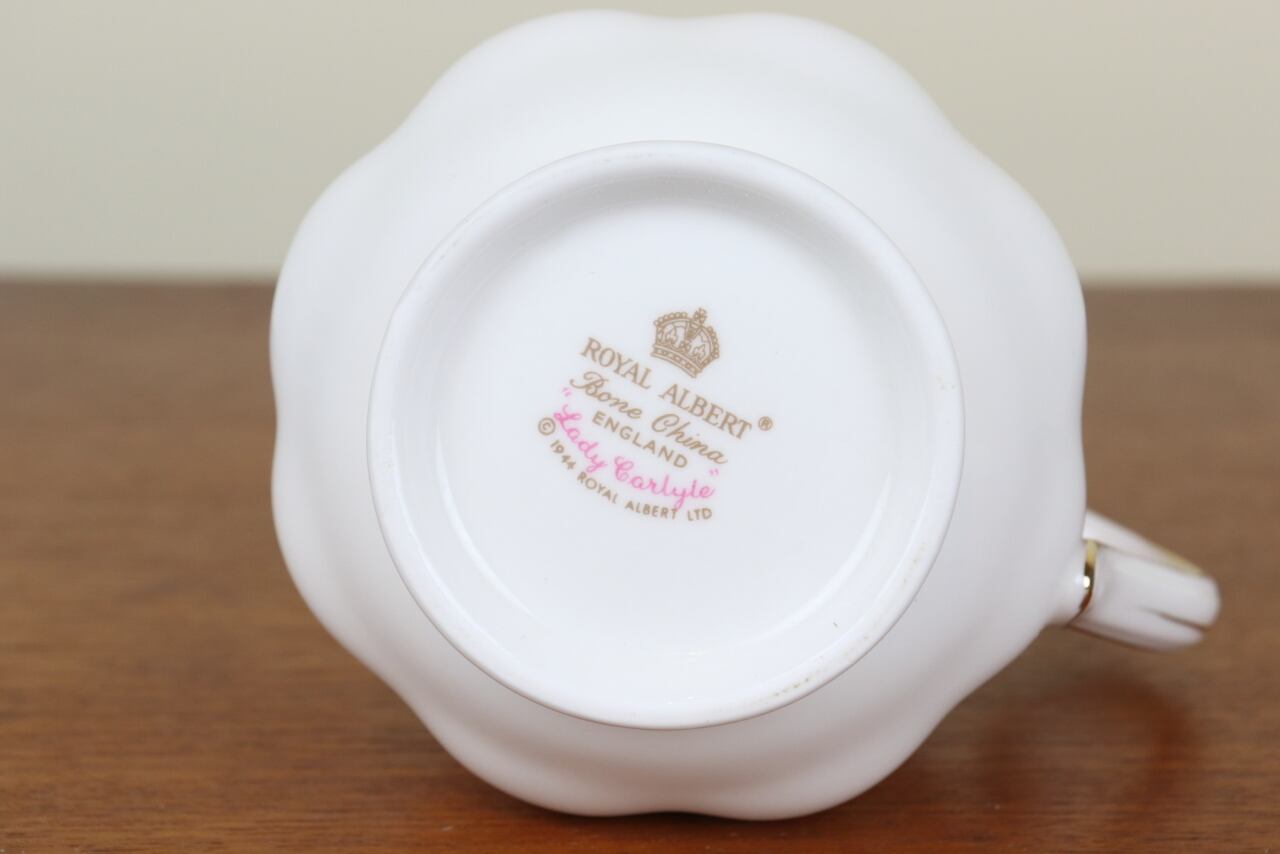 ROYAL ALBERT®
Bone China
ENGLAND
"Lady Carlyle"
© 1944 ROYAL ALBERT LTD